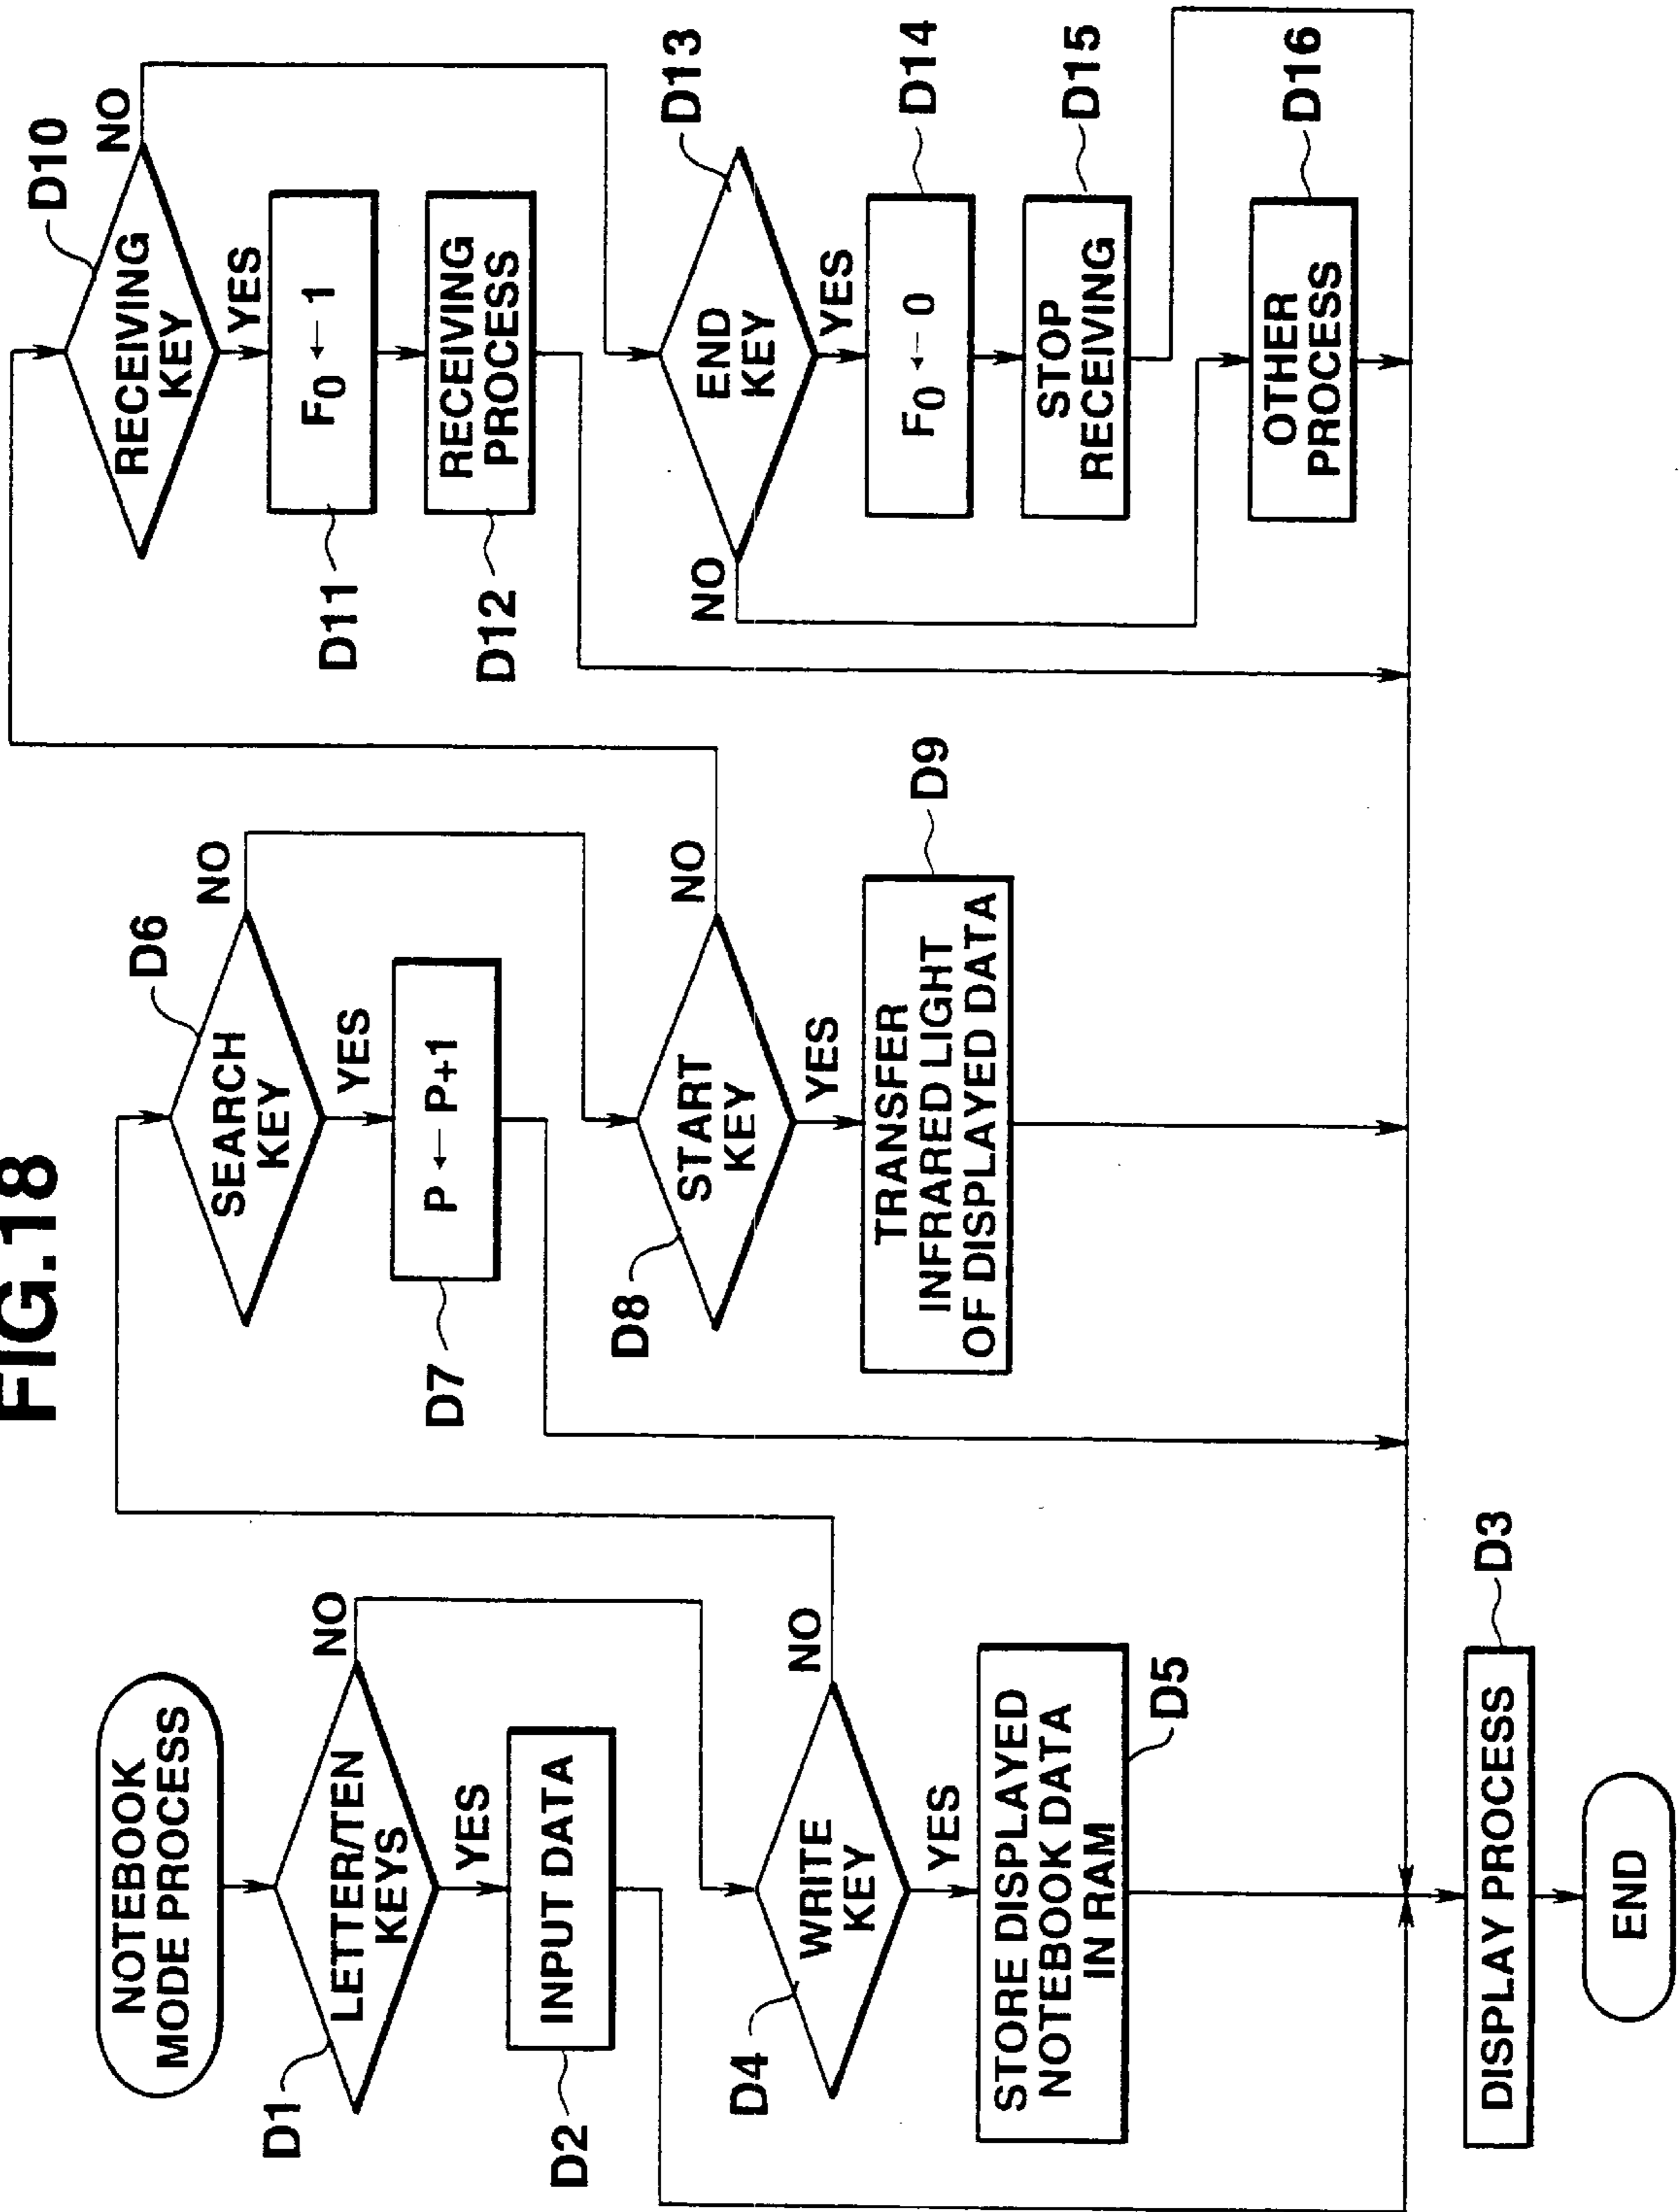 FIG.18
NOTEBOOK
MODE PROCESS
D1
LETTER/TEN
KEYS
NO
YES
D2
INPUT DATA
D4
WRITE
KEY
NO
YES
STORE DISPLAYED
NOTEBOOK DATA
IN RAM
D5
DISPLAY PROCESS
D3
END
D6
SEARCH
KEY
NO
YES
D7
P ← P+1
D8
START
KEY
NO
YES
TRANSFER
INFRARED LIGHT
OF DISPLAYED DATA
D9
D10
RECEIVING
KEY
NO
YES
D11
F0 ← 1
D12
RECEIVING
PROCESS
D13
END
KEY
NO
YES
F0 ← 0
D14
STOP
RECEIVING
D15
OTHER
PROCESS
D16